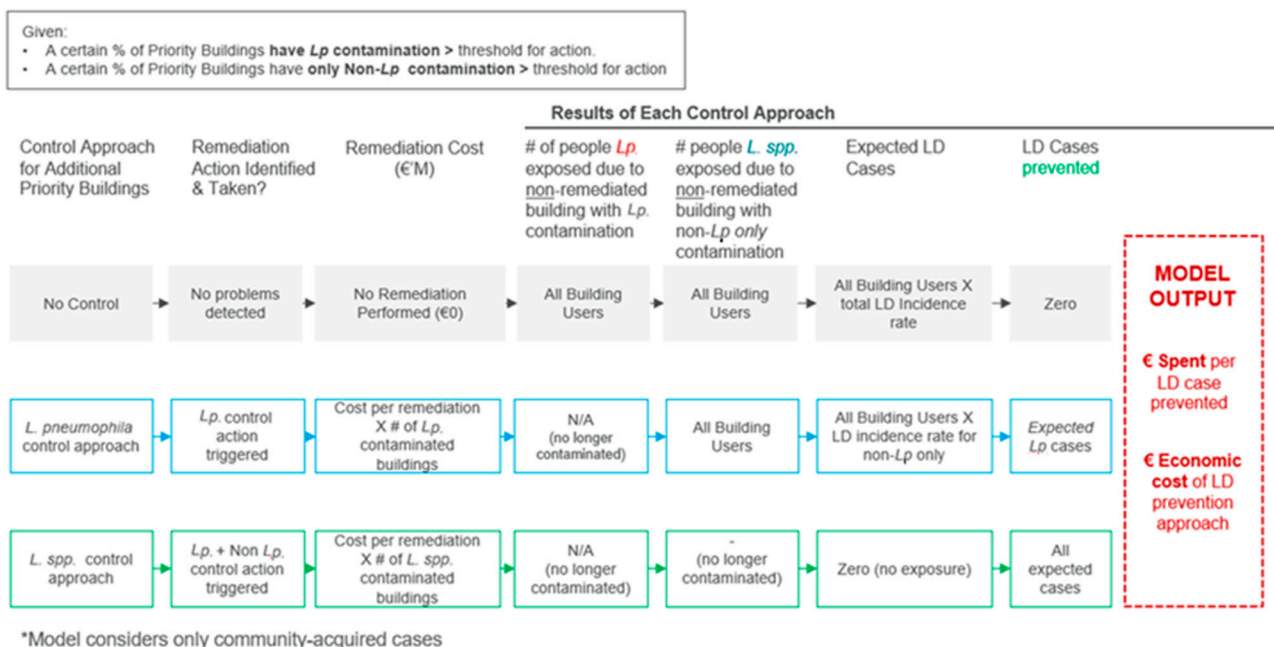 Given:
• A certain % of Priority Buildings have Lp contamination > threshold for action.
• A certain % of Priority Buildings have only Non-Lp contamination > threshold for action
Results of Each Control Approach
Control Approach
for Additional
Priority Buildings
Remediation
Action Identified
& Taken?
Remediation Cost
(€'M)
# of people Lp.
exposed due to
non-remediated
building with Lp.
contamination
# people L. spp.
exposed due to
non-remediated
building with
non-Lp only
contamination
Expected LD
Cases
LD Cases
prevented
No Control
No problems
detected
No Remediation
Performed (€0)
All Building
Users
All Building
Users
All Building Users X
total LD Incidence
rate
Zero
L. pneumophila
control approach
Lp. control
action
triggered
Cost per remediation
X # of Lp.
contaminated
buildings
N/A
(no longer
contaminated)
All Building
Users
All Building Users X
LD incidence rate for
non-Lp only
Expected
Lp cases
L. spp. control
approach
Lp. + Non Lp.
control action
triggered
Cost per remediation
X # of L. spp.
contaminated
buildings
N/A
(no longer
contaminated)
-
(no longer
contaminated)
Zero (no exposure)
All
expected
cases
MODEL
OUTPUT
€ Spent per
LD case
prevented
€ Economic
cost of LD
prevention
approach
*Model considers only community-acquired cases